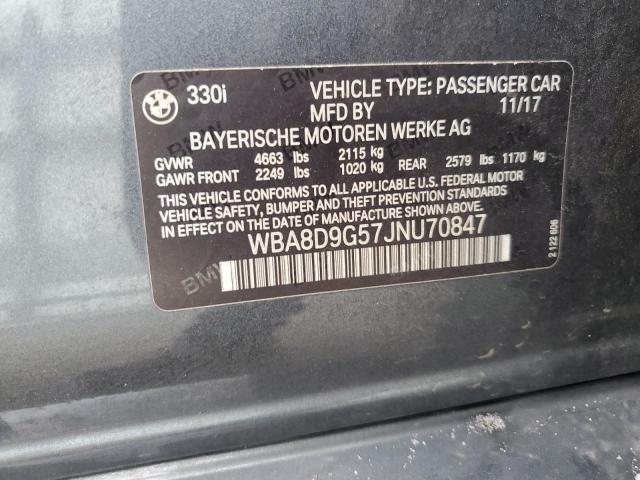 330i VEHICLE TYPE: PASSENGER CAR
MFD BY 11/17
BAYERISCHE MOTOREN WERKE AG
GVWR 4663 lbs 2115 kg
GAWR FRONT 2249 lbs 1020 kg REAR 2579 lbs 1170 kg
THIS VEHICLE CONFORMS TO ALL APPLICABLE U.S. FEDERAL MOTOR
VEHICLE SAFETY, BUMPER AND THEFT PREVENTION STANDARDS
IN EFFECT ON THE DATE OF MANUFACTURE SHOWN ABOVE.
WBA8D9G57JNU70847
2 122 606